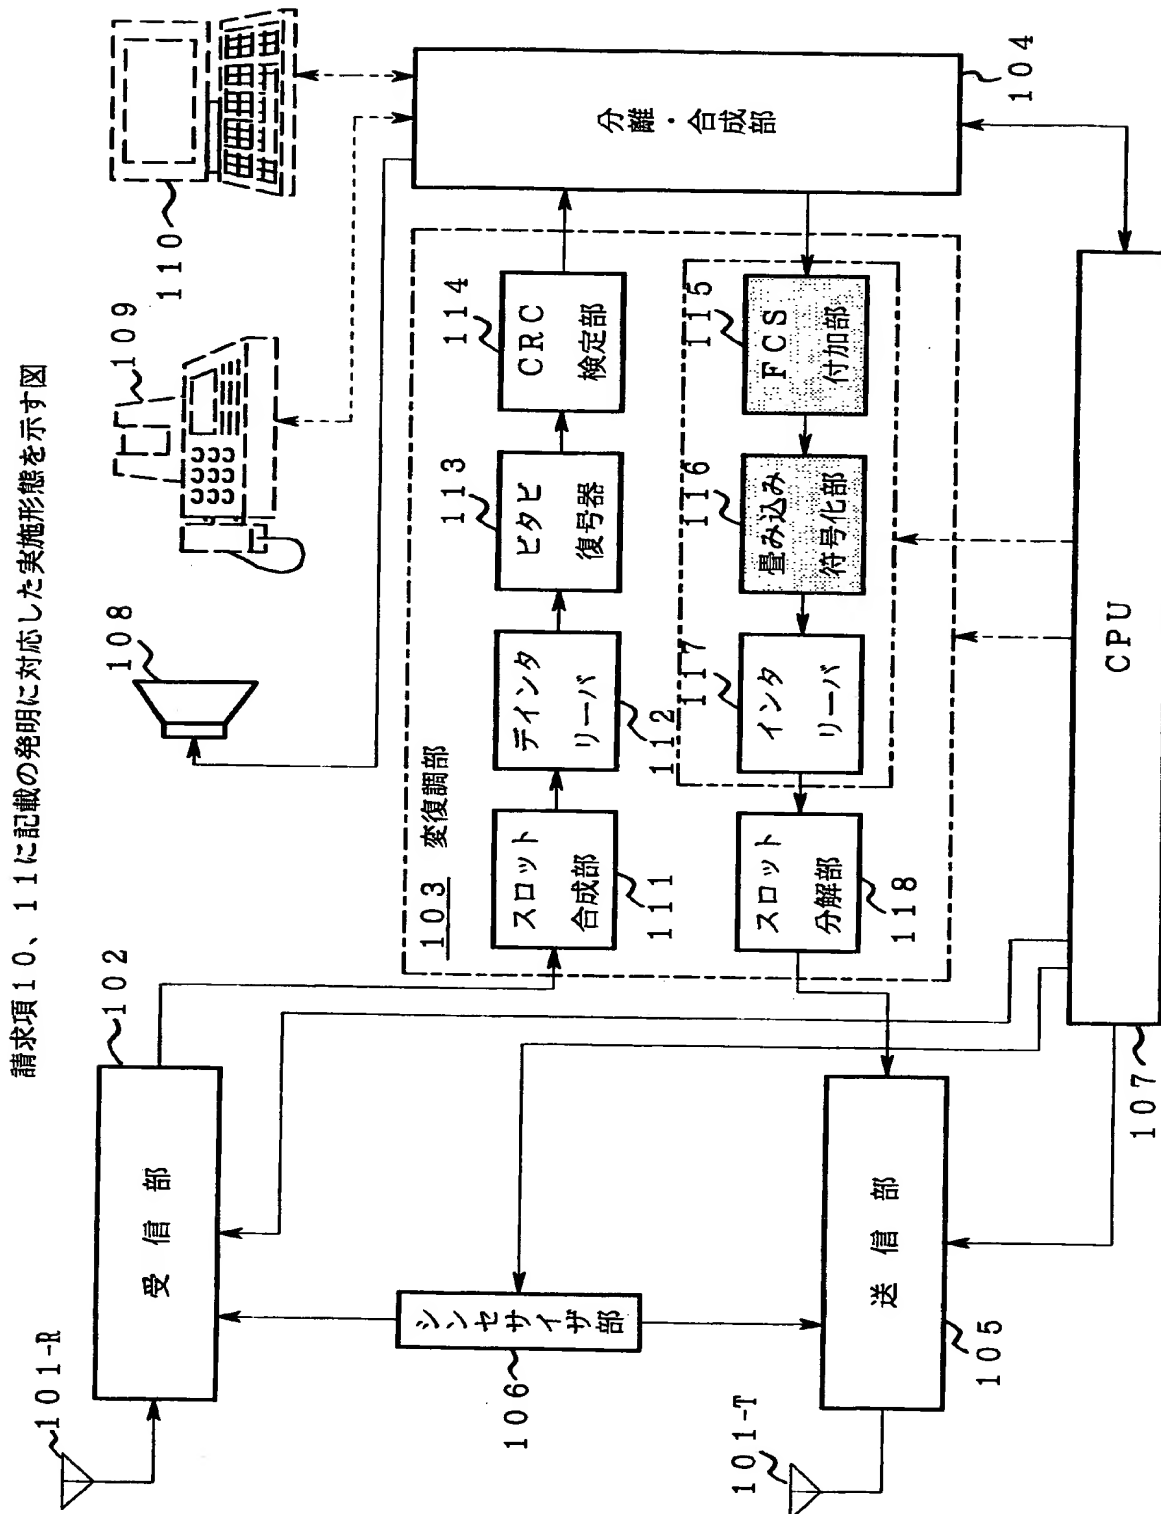 請求項10、11に記載の発明に対応した実施形態を示す図
101-R
102
受信部
108
109
110
103 変復調部
スロット
合成部
111
デインタ
リーバ
112
ビタビ
復号器
113
CRC
検定部
114
分離・合成部
104
シンセサイザ部
106
101-T
送信部
105
スロット
分解部
118
インタ
リーバ
117
畳み込み
符号化部
116
FCS
付加部
115
CPU
107